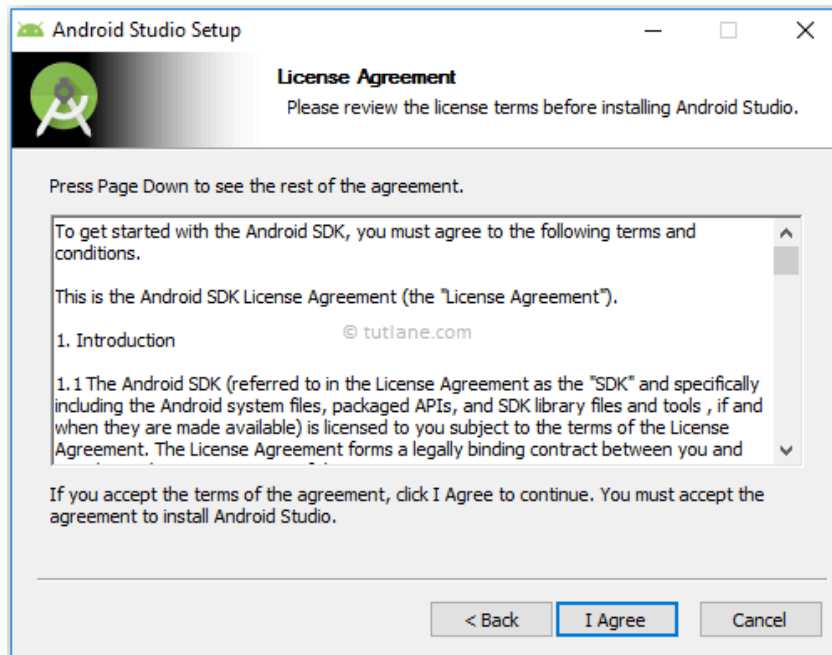 Android Studio Setup
License Agreement
Please review the license terms before installing Android Studio.
Press Page Down to see the rest of the agreement.
To get started with the Android SDK, you must agree to the following terms and
conditions.
This is the Android SDK License Agreement (the "License Agreement").
© tutlane.com
1. Introduction
1.1 The Android SDK (referred to in the License Agreement as the "SDK" and specifically
including the Android system files, packaged APIs, and SDK library files and tools , if and
when they are made available) is licensed to you subject to the terms of the License
Agreement. The License Agreement forms a legally binding contract between you and
If you accept the terms of the agreement, click I Agree to continue. You must accept the
agreement to install Android Studio.
< Back
I Agree
Cancel